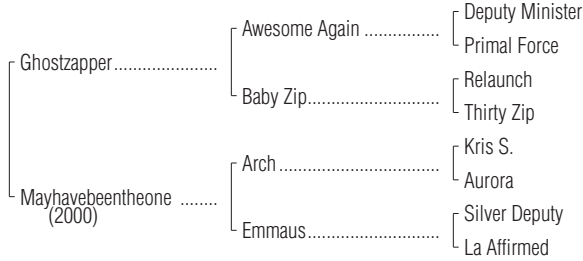 Deputy Minister
Awesome Again ................
Primal Force
Ghostzapper......................
Relaunch
Baby Zip............................
Thirty Zip
Kris S.
Arch ..................................
Aurora
Mayhavebeentheone ........
(2000)
Silver Deputy
Emmaus............................
La Affirmed